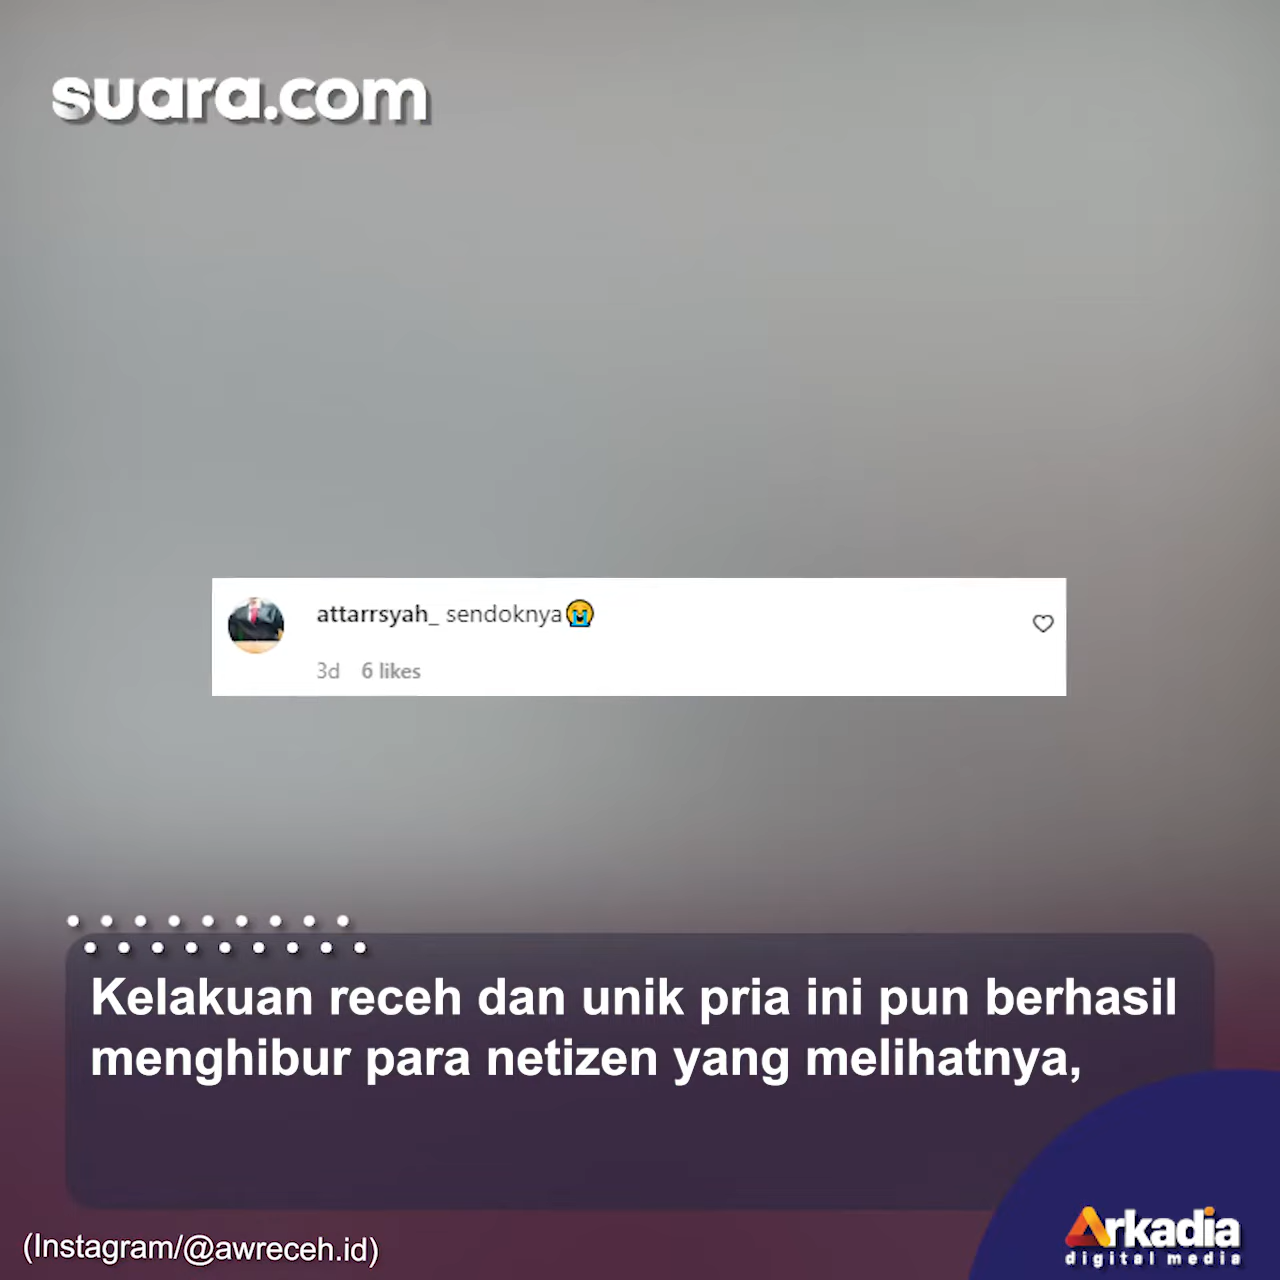 suara.com
attarrsyah_ sendoknya😭
3d 6 likes
Kelakuan receh dan unik pria ini pun berhasil
menghibur para netizen yang melihatnya,
(Instagram/@awreceh.id)
Arkadia
digital media